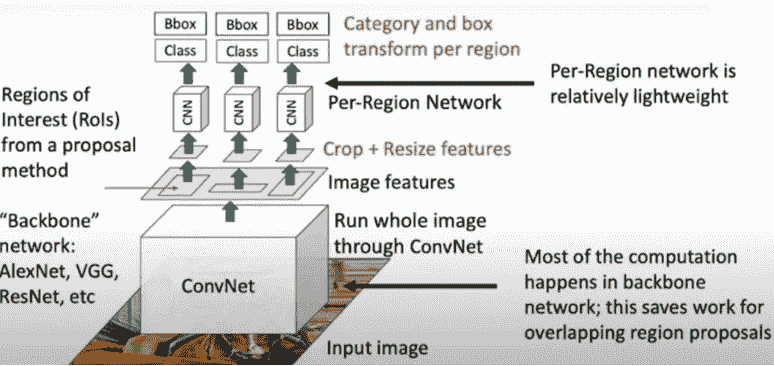 Bbox Bbox Bbox
Class Class Class
Category and box
transform per region
CNN CNN CNN
Per-Region Network
Per-Region network is
relatively lightweight
Regions of
Interest (RoIs)
from a proposal
method
Crop + Resize features
Image features
"Backbone"
network:
AlexNet, VGG,
ResNet, etc
ConvNet
Run whole image
through ConvNet
Most of the computation
happens in backbone
network; this saves work for
overlapping region proposals
Input image